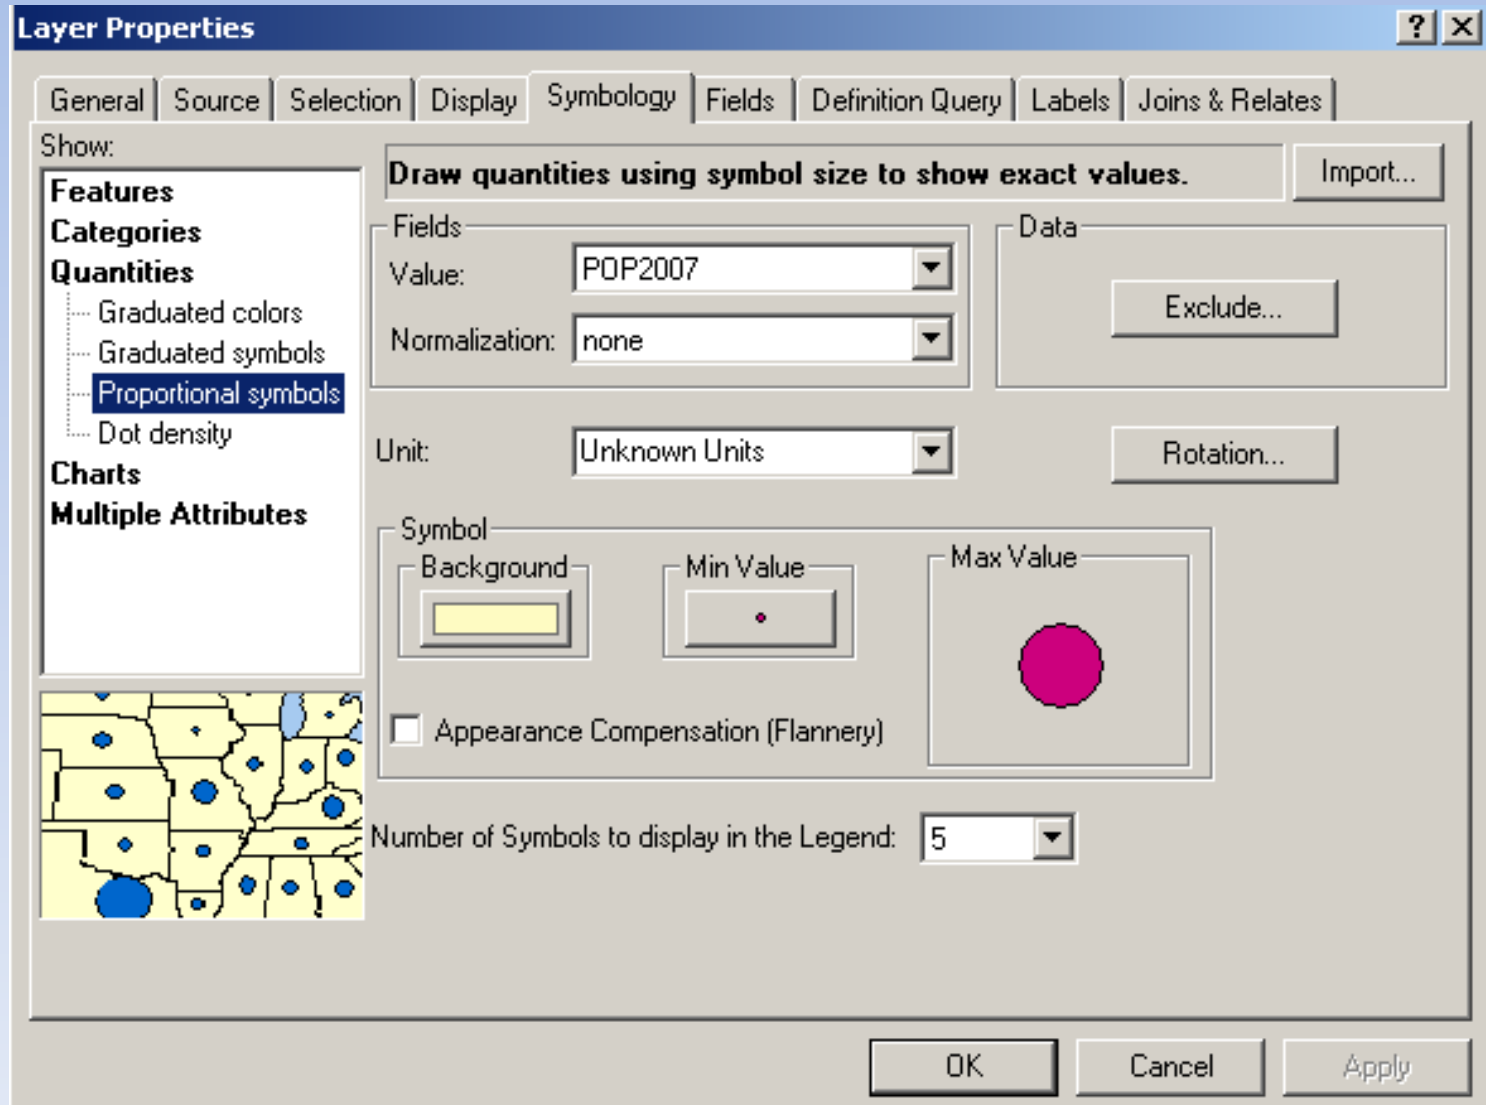 Layer Properties
General Source Selection Display Symbology Fields Definition Query Labels Joins & Relates
Show:
Features
Categories
Quantities
Graduated colors
Graduated symbols
Proportional symbols
Dot density
Charts
Multiple Attributes
Draw quantities using symbol size to show exact values.
Import...
Fields
Value: POP2007
Normalization: none
Data
Exclude...
Unit: Unknown Units
Rotation...
Symbol
Background
Min Value
Max Value
Appearance Compensation (Flannery)
Number of Symbols to display in the Legend: 5
OK Cancel Apply